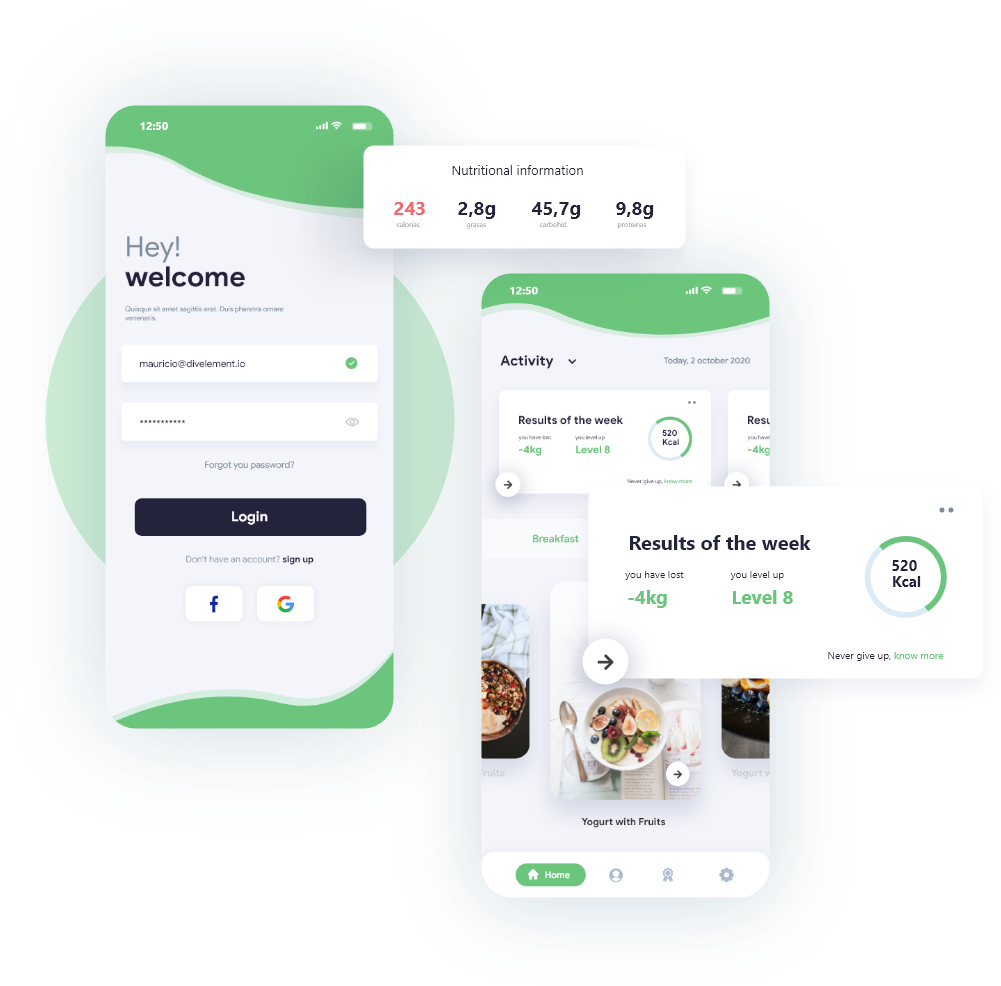 12:50
Hey!
welcome
Quisque sit amet sagittis erat. Duis pharetra ornare
venenatis.
mauricio@divelement.io
***********
Forgot you password?
Login
Don't have an account? sign up
Nutritional information
243 2,8g 45,7g 9,8g
calorias grasas carbohid. proteinas
12:50
Activity Today, 2 october 2020
Results of the week
you have lost you level up
-4kg Level 8
520
Kcal
Never give up, know more
Resu
you have
-4kg
Breakfast
Results of the week
you have lost you level up
-4kg Level 8
520
Kcal
Never give up, know more
Fruits
Yogurt with Fruits
Yogurt w
Home